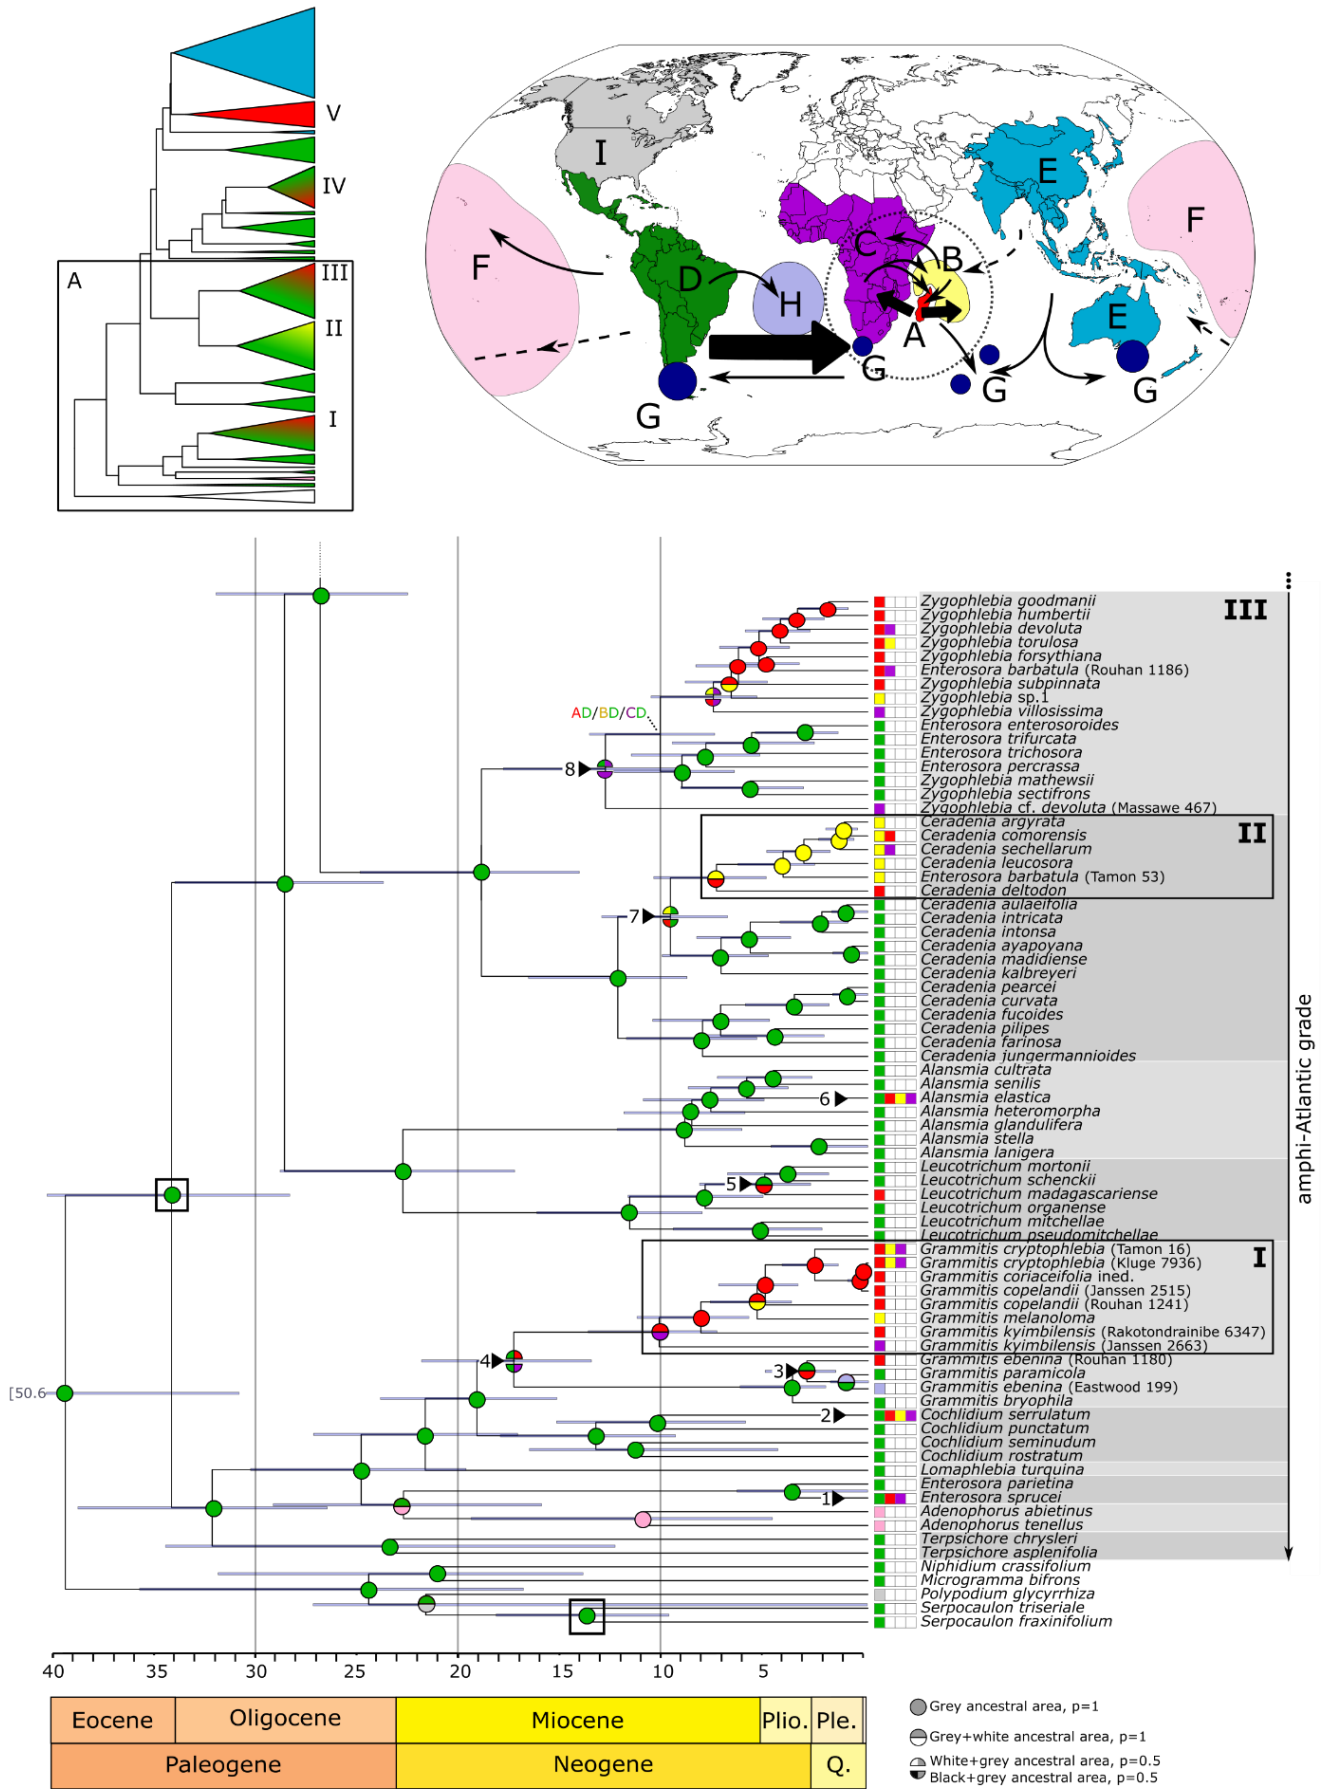 V
IV
A
III
II
I
I
E
F
F
C
B
D
H
E
A
G
G
G
G
III
Zygophlebia goodmanii
Zygophlebia humbertii
Zygophlebia devoluta
Zygophlebia torulosa
Zygophlebia forsythiana
Enterosora barbatula (Rouhan 1186)
Zygophlebia subpinnata
Zygophlebia sp.1
Zygophlebia villosissima
AD/BD/CD
Enterosora enterosoroides
Enterosora trifurcata
Enterosora trichosora
Enterosora percrassa
8
Zygophlebia mathewsii
Zygophlebia sectifrons
Zygophlebia cf. devoluta (Massawe 467)
II
Ceradenia argyrata
Ceradenia comorensis
Ceradenia sechellarum
Ceradenia leucosora
Enterosora barbatula (Tamon 53)
Ceradenia deltodon
Ceradenia aulaeifolia
7
Ceradenia intricata
Ceradenia intonsa
Ceradenia ayapoyana
Ceradenia madidiense
Ceradenia kalbreyeri
Ceradenia pearcei
Ceradenia curvata
Ceradenia fucoides
Ceradenia pilipes
Ceradenia farinosa
Ceradenia jungermannioides
Alansmia cultrata
Alansmia senilis
6
Alansmia elastica
Alansmia heteromorpha
Alansmia glandulifera
Alansmia stella
Alansmia lanigera
amphi-Atlantic grade
Leucotrichum mortonii
5
Leucotrichum schenckii
Leucotrichum madagascariense
Leucotrichum organense
Leucotrichum mitchellae
Leucotrichum pseudomitchellae
I
Grammitis cryptophlebia (Tamon 16)
Grammitis cryptophlebia (Kluge 7936)
Grammitis coriaceifolia ined.
Grammitis copelandii (Janssen 2515)
Grammitis copelandii (Rouhan 1241)
Grammitis melanoloma
Grammitis kyimbilensis (Rakotondrainibe 6347)
Grammitis kyimbilensis (Janssen 2663)
4
Grammitis ebenina (Rouhan 1180)
3
Grammitis paramicola
[50.6
Grammitis ebenina (Eastwood 199)
Grammitis bryophila
2
Cochlidium serrulatum
Cochlidium punctatum
Cochlidium seminudum
Cochlidium rostratum
Lomaphlebia turquina
Enterosora parietina
1
Enterosora sprucei
Adenophorus abietinus
Adenophorus tenellus
Terpsichore chrysleri
Terpsichore asplenifolia
Niphidium crassifolium
Microgramma bifrons
Polypodium glycyrrhiza
Serpocaulon triseriale
Serpocaulon fraxinifolium
40 35 30 25 20 15 10 5
Eocene Oligocene Miocene Plio. Ple.
Paleogene Neogene Q.
Grey ancestral area, p=1
Grey+white ancestral area, p=1
White+grey ancestral area, p=0.5
Black+grey ancestral area, p=0.5